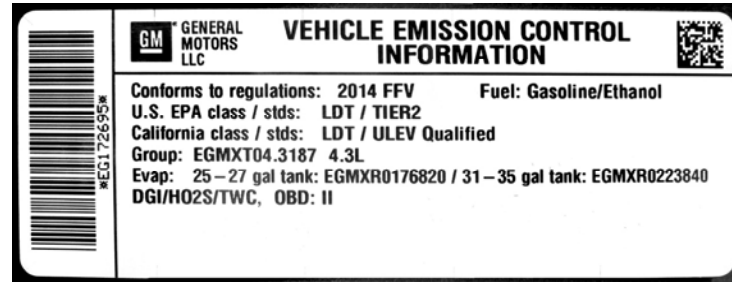 *EG172695*
GM GENERAL
MOTORS
LLC
VEHICLE EMISSION CONTROL
INFORMATION
Conforms to regulations: 2014 FFV Fuel: Gasoline/Ethanol
U.S. EPA class / stds: LDT / TIER2
California class / stds: LDT / ULEV Qualified
Group: EGMXT04.3187 4.3L
Evap: 25–27 gal tank: EGMXR0176820 / 31–35 gal tank: EGMXR0223840
DGI/HO2S/TWC, OBD: II